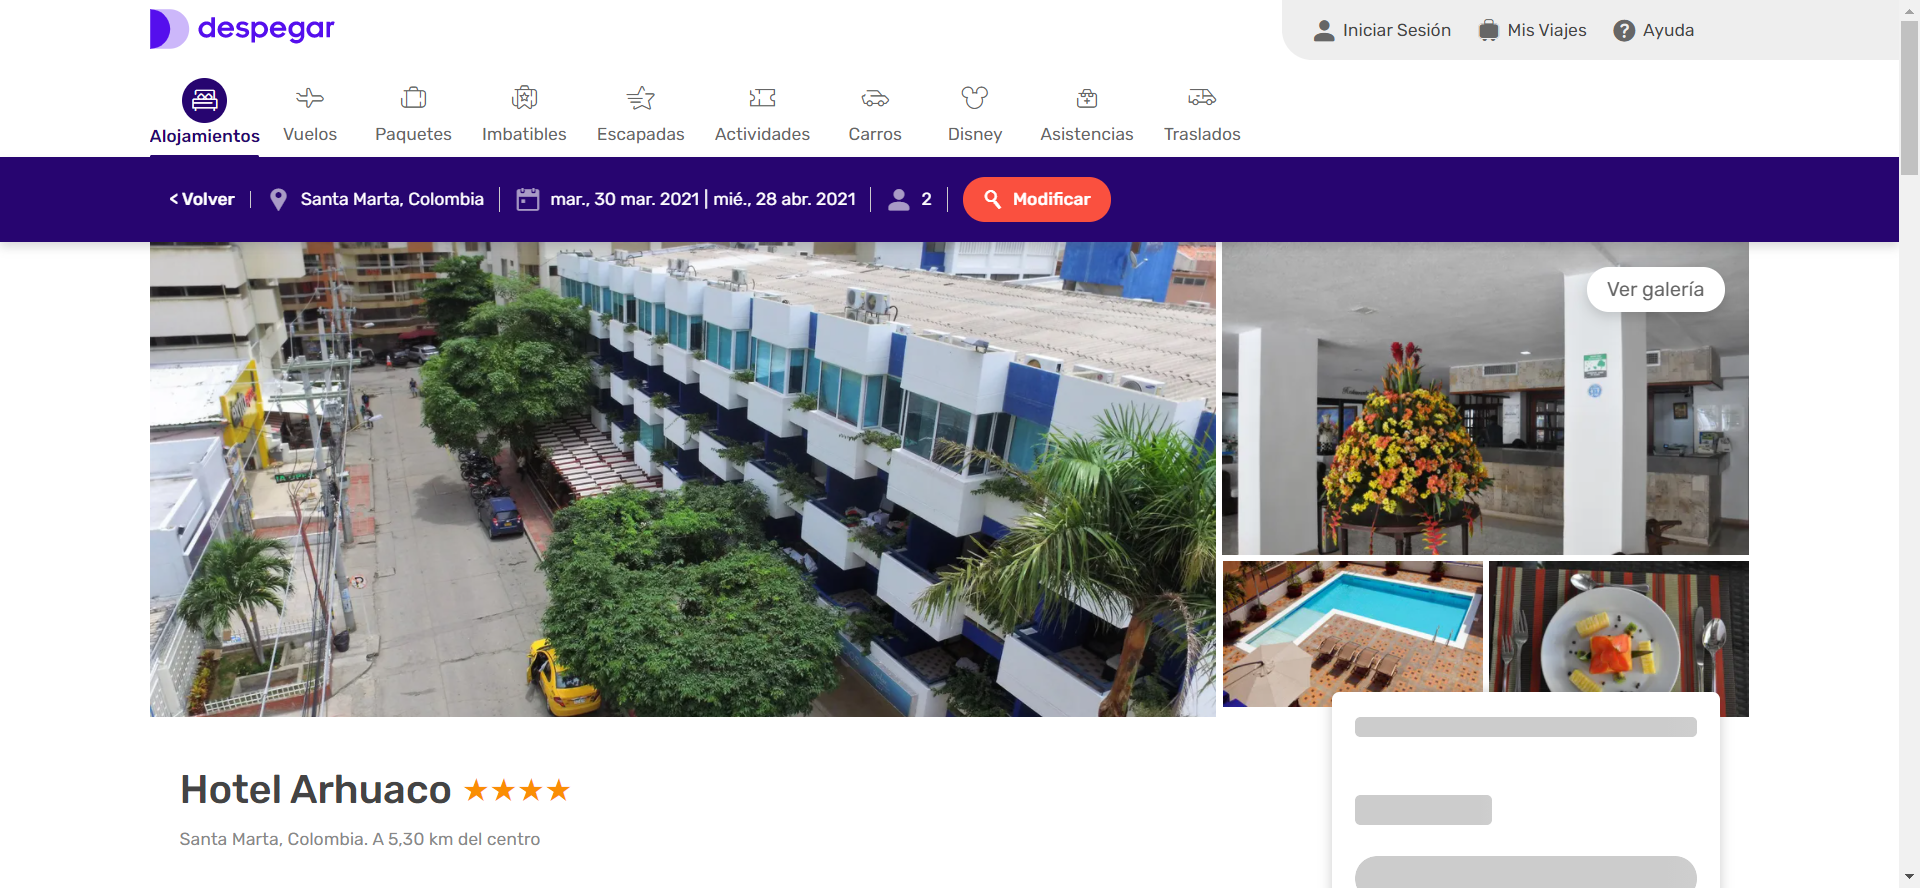 despegar
Iniciar Sesión
Mis Viajes
Ayuda
Alojamientos
Vuelos
Paquetes
Imbatibles
Escapadas
Actividades
Carros
Disney
Asistencias
Traslados
< Volver
Santa Marta, Colombia
mar., 30 mar. 2021 | mié., 28 abr. 2021
2
Modificar
Ver galería
Hotel Arhuaco
Santa Marta, Colombia. A 5,30 km del centro